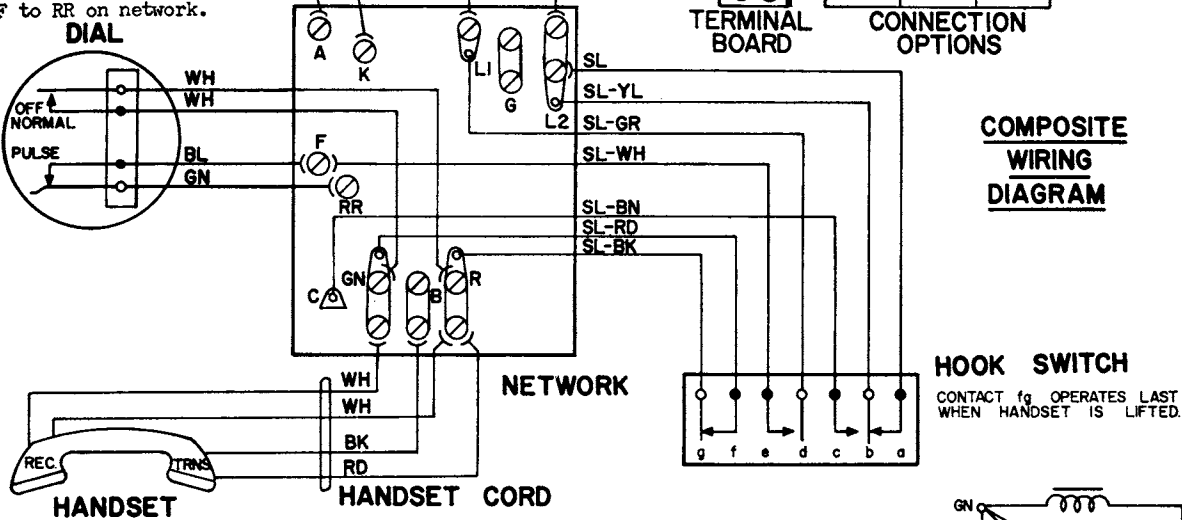 F to RR on network.
DIAL
TERMINAL
BOARD
CONNECTION
OPTIONS
A
K
L1
G
L2
SL
SL-YL
SL-GR
SL-WH
SL-BN
SL-RD
SL-BK
COMPOSITE
WIRING
DIAGRAM
WH
WH
OFF
NORMAL
PULSE
BL
GN
F
RR
GN
B
R
C
NETWORK
HOOK SWITCH
CONTACT fg OPERATES LAST
WHEN HANDSET IS LIFTED.
g f e d c b a
WH
WH
BK
RD
REC.
TRNS
HANDSET
HANDSET CORD
GN